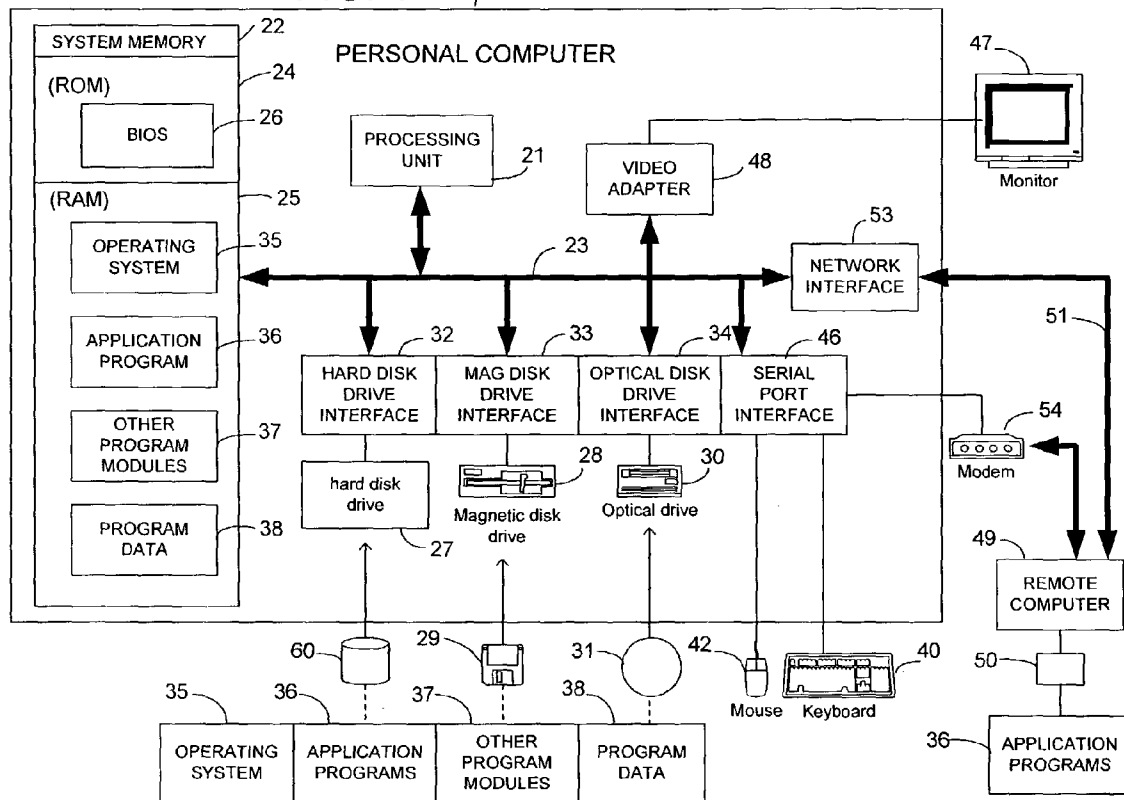 SYSTEM MEMORY
22
24
(ROM)
BIOS
26
(RAM)
25
OPERATING
SYSTEM
35
APPLICATION
PROGRAM
36
OTHER
PROGRAM
MODULES
37
PROGRAM
DATA
38
PERSONAL COMPUTER
PROCESSING
UNIT
21
VIDEO
ADAPTER
48
47
Monitor
23
53
NETWORK
INTERFACE
51
32
HARD DISK
DRIVE
INTERFACE
33
MAG DISK
DRIVE
INTERFACE
34
OPTICAL DISK
DRIVE
INTERFACE
46
SERIAL
PORT
INTERFACE
54
Modem
hard disk
drive
27
28
Magnetic disk
drive
30
Optical drive
49
REMOTE
COMPUTER
50
36
APPLICATION
PROGRAMS
60
29
31
42
Mouse
40
Keyboard
35
OPERATING
SYSTEM
36
APPLICATION
PROGRAMS
37
OTHER
PROGRAM
MODULES
38
PROGRAM
DATA